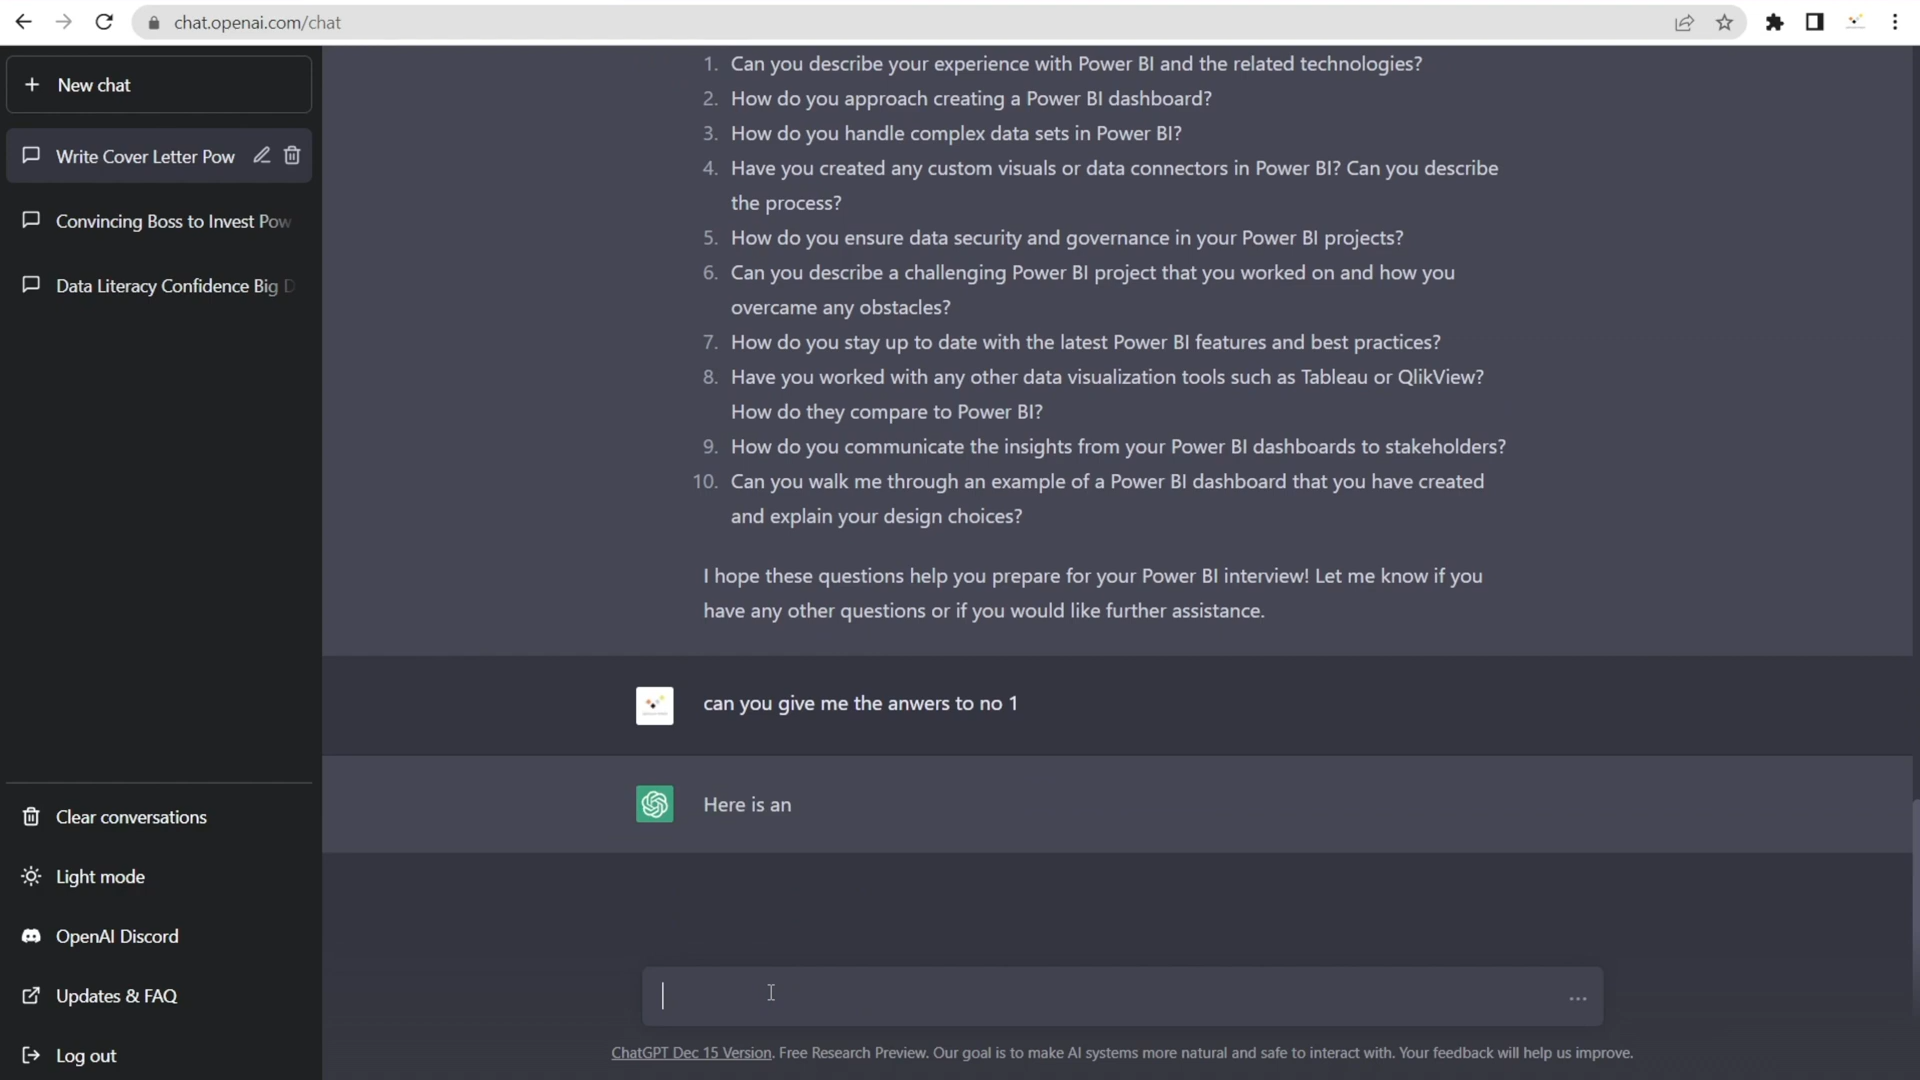 chat.openai.com/chat
New chat
Write Cover Letter Pow
Convincing Boss to Invest Pow
Data Literacy Confidence Big D
Clear conversations
Light mode
OpenAI Discord
Updates & FAQ
Log out
1. Can you describe your experience with Power BI and the related technologies?
2. How do you approach creating a Power BI dashboard?
3. How do you handle complex data sets in Power BI?
4. Have you created any custom visuals or data connectors in Power BI? Can you describe
the process?
5. How do you ensure data security and governance in your Power BI projects?
6. Can you describe a challenging Power BI project that you worked on and how you
overcame any obstacles?
7. How do you stay up to date with the latest Power BI features and best practices?
8. Have you worked with any other data visualization tools such as Tableau or QlikView?
How do they compare to Power BI?
9. How do you communicate the insights from your Power BI dashboards to stakeholders?
10. Can you walk me through an example of a Power BI dashboard that you have created
and explain your design choices?
I hope these questions help you prepare for your Power BI interview! Let me know if you
have any other questions or if you would like further assistance.
can you give me the anwers to no 1
Here is an
ChatGPT Dec 15 Version. Free Research Preview. Our goal is to make AI systems more natural and safe to interact with. Your feedback will help us improve.